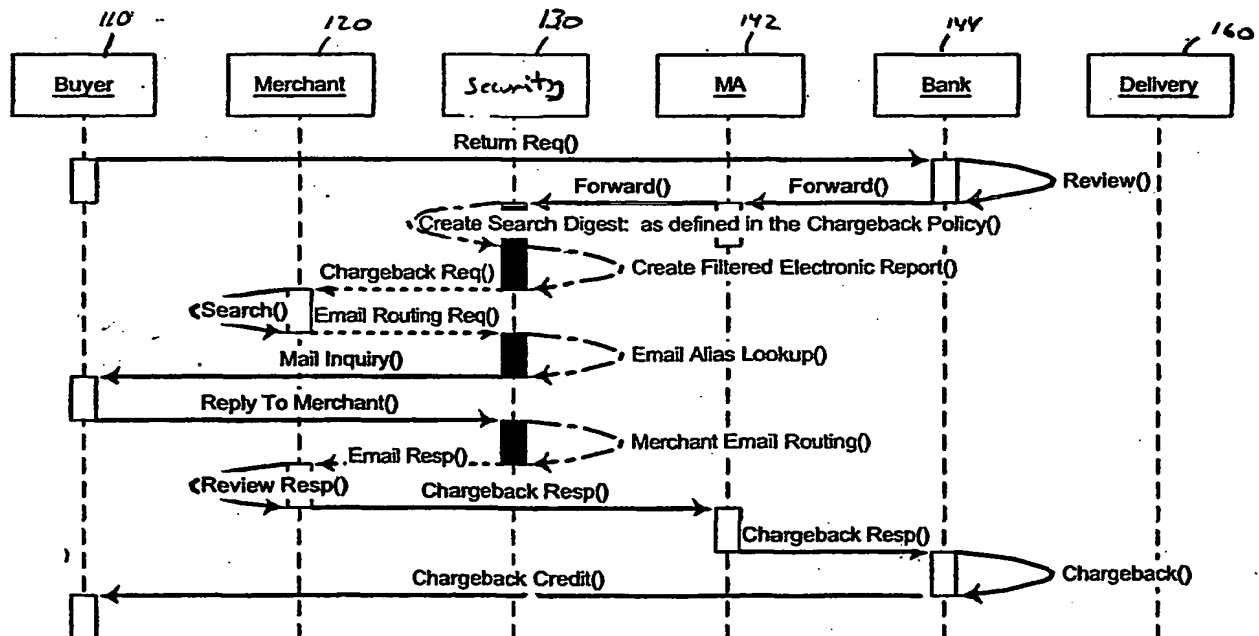 110 120 130 142 144 160
Buyer Merchant Security MA Bank Delivery
Return Req()
Review()
Forward() Forward()
Create Search Digest: as defined in the Chargeback Policy()
Create Filtered Electronic Report()
Chargeback Req()
Search()
Email Routing Req()
Email Alias Lookup()
Mail Inquiry()
Reply To Merchant()
Merchant Email Routing()
Email Resp()
Review Resp()
Chargeback Resp()
Chargeback Resp()
Chargeback()
Chargeback Credit()